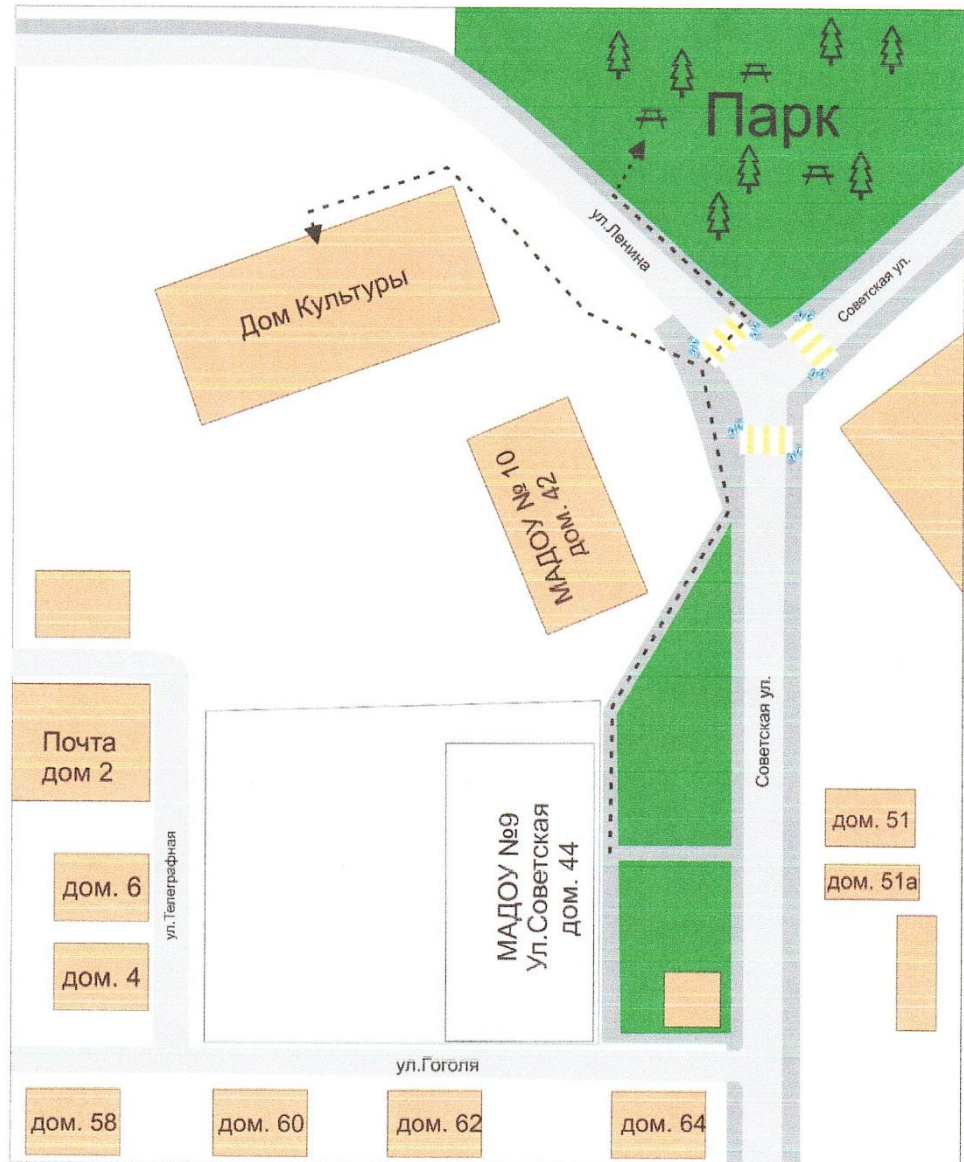 Парк
ул.Ленина
Советская ул.
Дом Культуры
МАДОУ № 10
дом. 42
Почта
дом 2
ул.Телеграфная
дом. 6
дом. 4
МАДОУ №9
Ул.Советская
дом. 44
Советская ул.
дом. 51
дом. 51а
ул.Гоголя
дом. 58
дом. 60
дом. 62
дом. 64